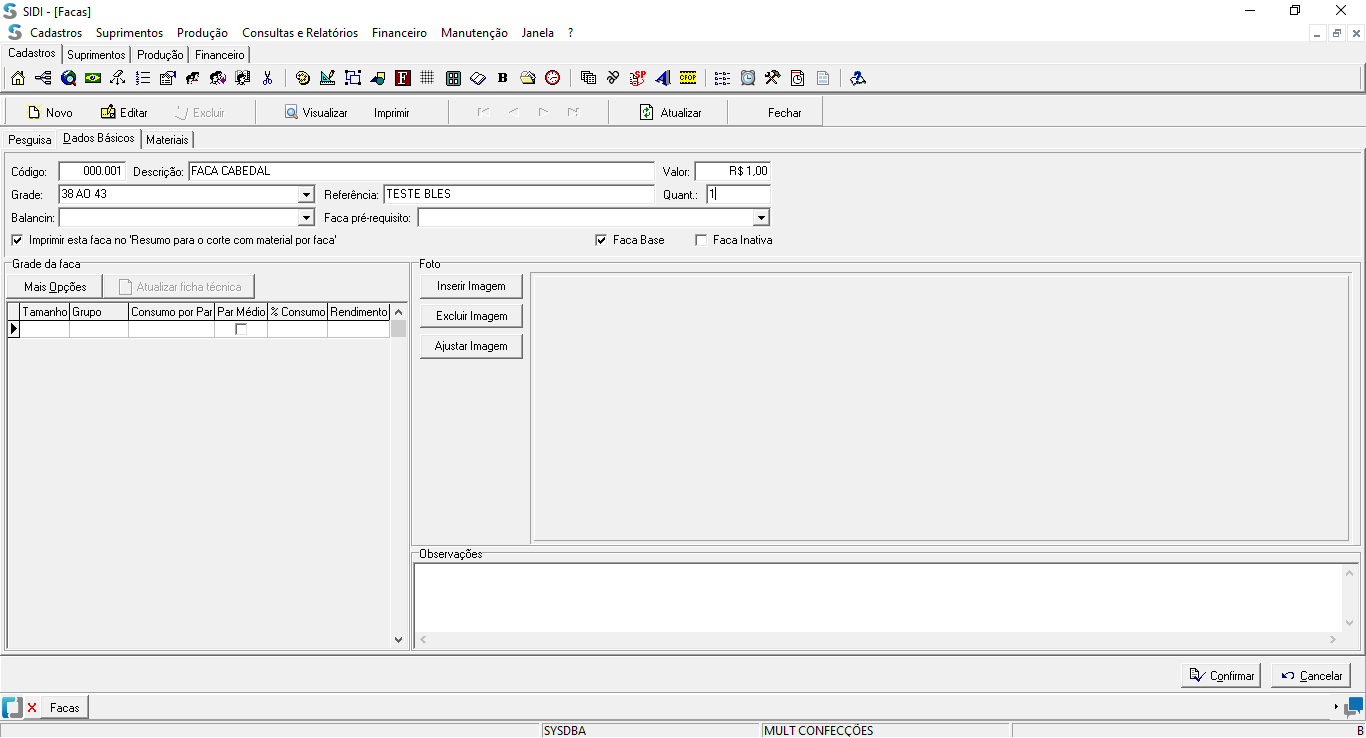 SIDI - [Facas]
Cadastros Suprimentos Produção Consultas e Relatórios Financeiro Manutenção Janela ?
Cadastros Suprimentos Produção Financeiro
F B SP CFOP
Novo Editar Excluir Visualizar Imprimir Atualizar Fechar
Pesquisa Dados Básicos Materiais
Código: 000.001 Descrição: FACA CABEDAL Valor: R$ 1,00
Grade: 38 AO 43 Referência: TESTE BLES Quant.: 1
Balancin: Faca pré-requisito:
Imprimir esta faca no 'Resumo para o corte com material por faca' Faca Base Faca Inativa
Grade da faca Foto
Mais Opções Atualizar ficha técnica Inserir Imagem
Tamanho Grupo Consumo por Par Par Médio % Consumo Rendimento
Excluir Imagem
Ajustar Imagem
Observações
Confirmar Cancelar
Facas
SYSDBA MULT CONFECÇÕES B